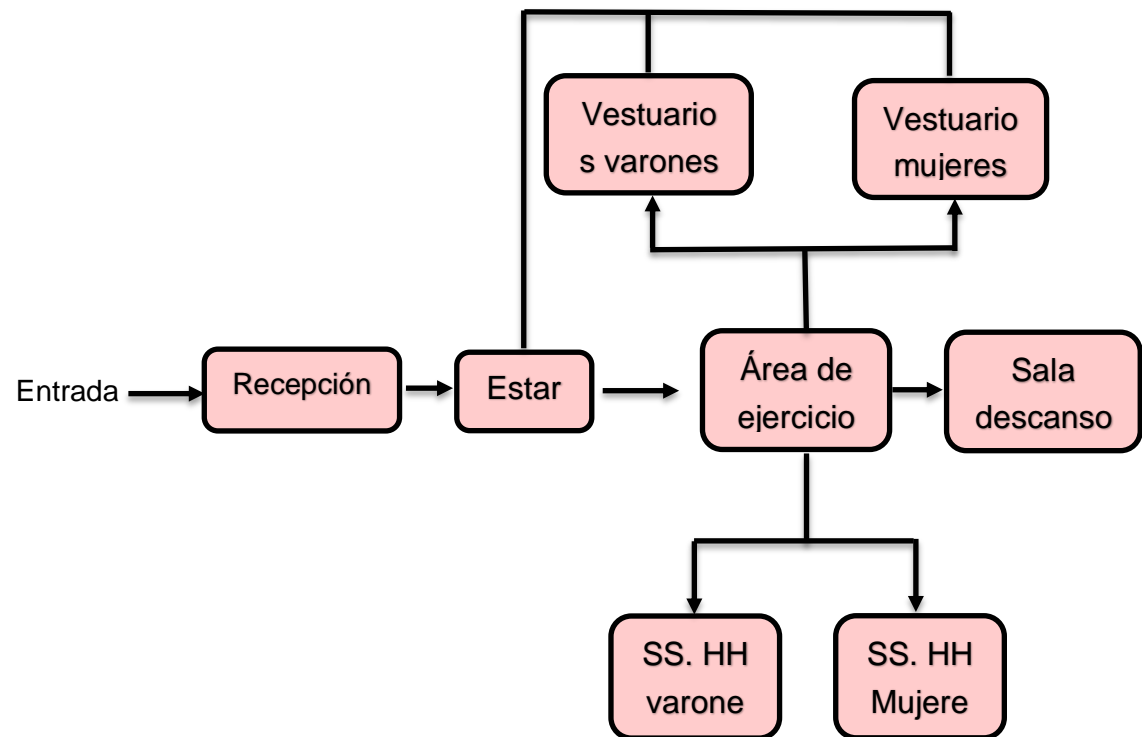 Vestuario
s varones
Vestuario
mujeres
Entrada
Recepción
Estar
Área de
ejercicio
Sala
descanso
SS. HH
varone
SS. HH
Mujere